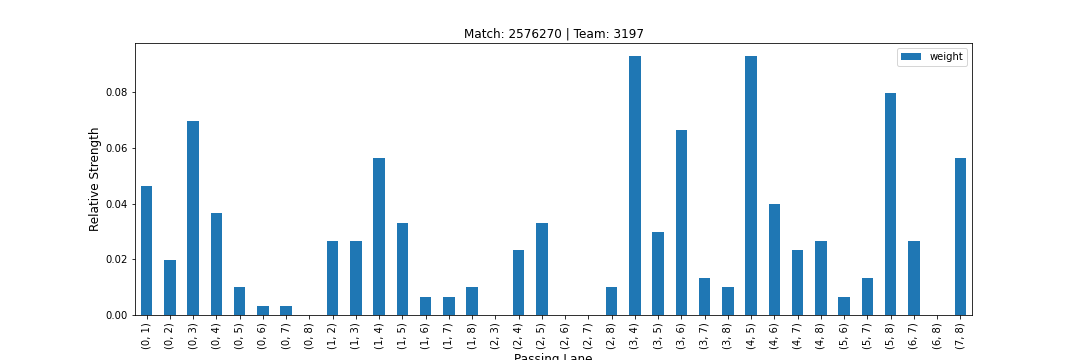 Match: 2576270 | Team: 3197
weight
Relative Strength
0.08
0.06
0.04
0.02
0.00
(0, 1) (0, 2) (0, 3) (0, 4) (0, 5) (0, 6) (0, 7) (0, 8) (1, 2) (1, 3) (1, 4) (1, 5) (1, 6) (1, 7) (1, 8) (2, 3) (2, 4) (2, 5) (2, 6) (2, 7) (2, 8) (3, 4) (3, 5) (3, 6) (3, 7) (3, 8) (4, 5) (4, 6) (4, 7) (4, 8) (5, 6) (5, 7) (5, 8) (6, 7) (6, 8) (7, 8)
Passing Lane